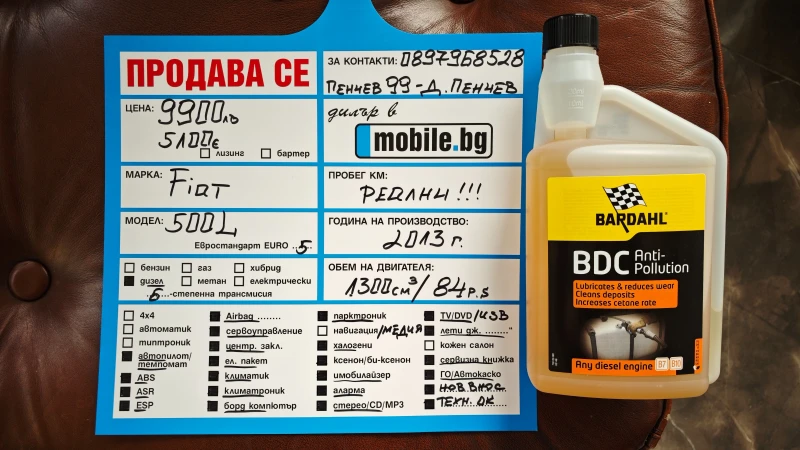 ПРОДАВА СЕ
ЗА КОНТАКТИ: 0897968528
ПЕНЧЕВ 99-Д. ПЕНЧЕВ
ЦЕНА: 9900лв
5100€
лизинг бартер
дилър в
mobile.bg
МАРКА: Fiat
ПРОБЕГ КМ:
РЕАЛНИ!!!
МОДЕЛ: 500L
Евростандарт EURO ..5..
ГОДИНА НА ПРОИЗВОДСТВО:
2013 г.
бензин газ хибрид
дизел метан електрически
.6.-степенна трансмисия
ОБЕМ НА ДВИГАТЕЛЯ:
1300см³/84p.s
4x4
автоматик
типтроник
автопилот/
темпомат
ABS
ASR
ESP
Airbag ........
сервоуправление
центр. закл.
ел. пакет
климатик
климатроник
борд компютър
парктроник
навигация/МЕДИЯ
халогени
ксенон/би-ксенон
имобилайзер
аларма
стерео/CD/MP3
TV/DVD/USB
лети дж. ........"
кожен салон
сервизна книжка
ГО/Автокаско
НОВ ВНОС
ТЕХН. ОК
BARDAHL
BDC Anti-
Pollution
Lubricates & reduces wear
Cleans deposits
Increases cetane rate
Any diesel engine B7 B10